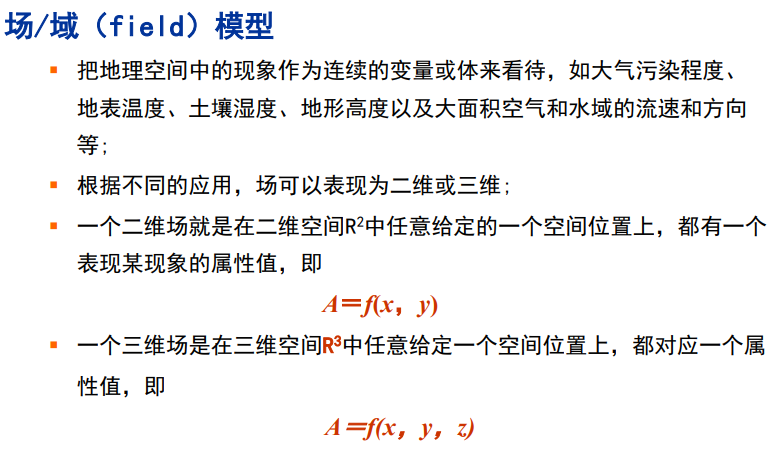 场/域（field）模型
▪ 把地理空间中的现象作为连续的变量或体来看待，如大气污染程度、
地表温度、土壤湿度、地形高度以及大面积空气和水域的流速和方向
等；
▪ 根据不同的应用，场可以表现为二维或三维；
▪ 一个二维场就是在二维空间R²中任意给定的一个空间位置上，都有一个
表现某现象的属性值，即
A＝f(x，y)
▪ 一个三维场是在三维空间R³中任意给定一个空间位置上，都对应一个属
性值，即
A＝f(x，y，z)